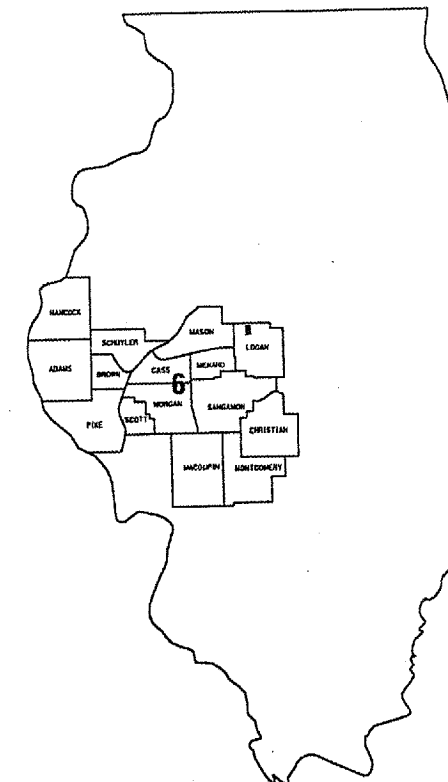 HANCOCK
SCHUYLER
MASON
LOGAN
ADAMS
BROWN
CASS
MENARD
6
MORGAN
SANGAMON
PIKE
SCOTT
CHRISTIAN
MACOUPIN
MONTGOMERY